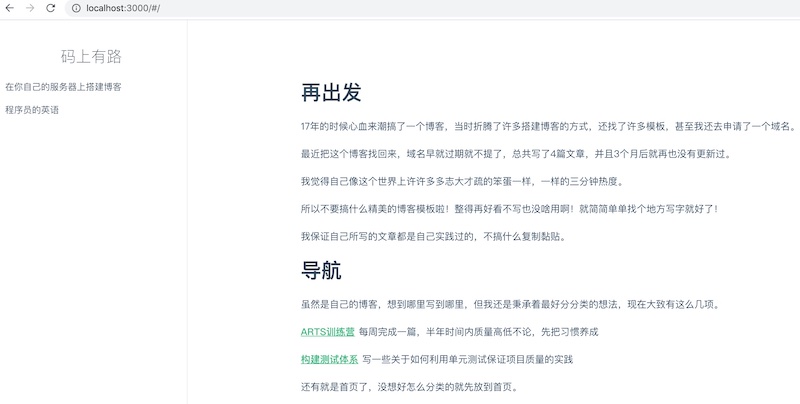 localhost:3000/#/
码上有路
在你自己的服务器上搭建博客
程序员的英语
再出发
17年的时候心血来潮搞了一个博客，当时折腾了许多搭建博客的方式，还找了许多模板，甚至我还去申请了一个域名。
最近把这个博客找回来，域名早就过期就不提了，总共写了4篇文章，并且3个月后就再也没有更新过。
我觉得自己像这个世界上许许多多志大才疏的笨蛋一样，一样的三分钟热度。
所以不要搞什么精美的博客模板啦！整得再好看不写也没啥用啊！就简简单单找个地方写字就好了！
我保证自己所写的文章都是自己实践过的，不搞什么复制黏贴。
导航
虽然是自己的博客，想到哪里写到哪里，但我还是秉承着最好分分类的想法，现在大致有这么几项。
ARTS训练营 每周完成一篇，半年时间内质量高低不论，先把习惯养成
构建测试体系 写一些关于如何利用单元测试保证项目质量的实践
还有就是首页了，没想好怎么分类的就先放到首页。